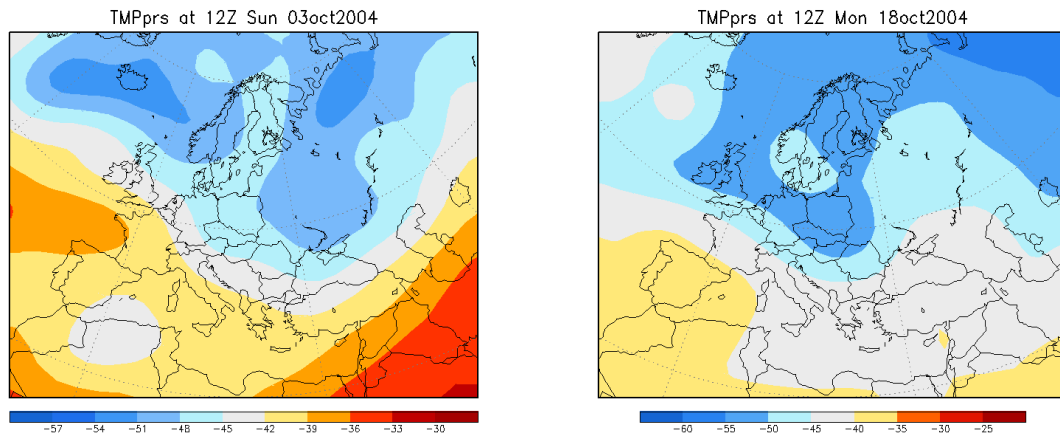 TMPprs at 12Z Sun 03oct2004
TMPprs at 12Z Mon 18oct2004
-57 -54 -51 -48 -45 -42 -39 -36 -33 -30
-60 -55 -50 -45 -40 -35 -30 -25